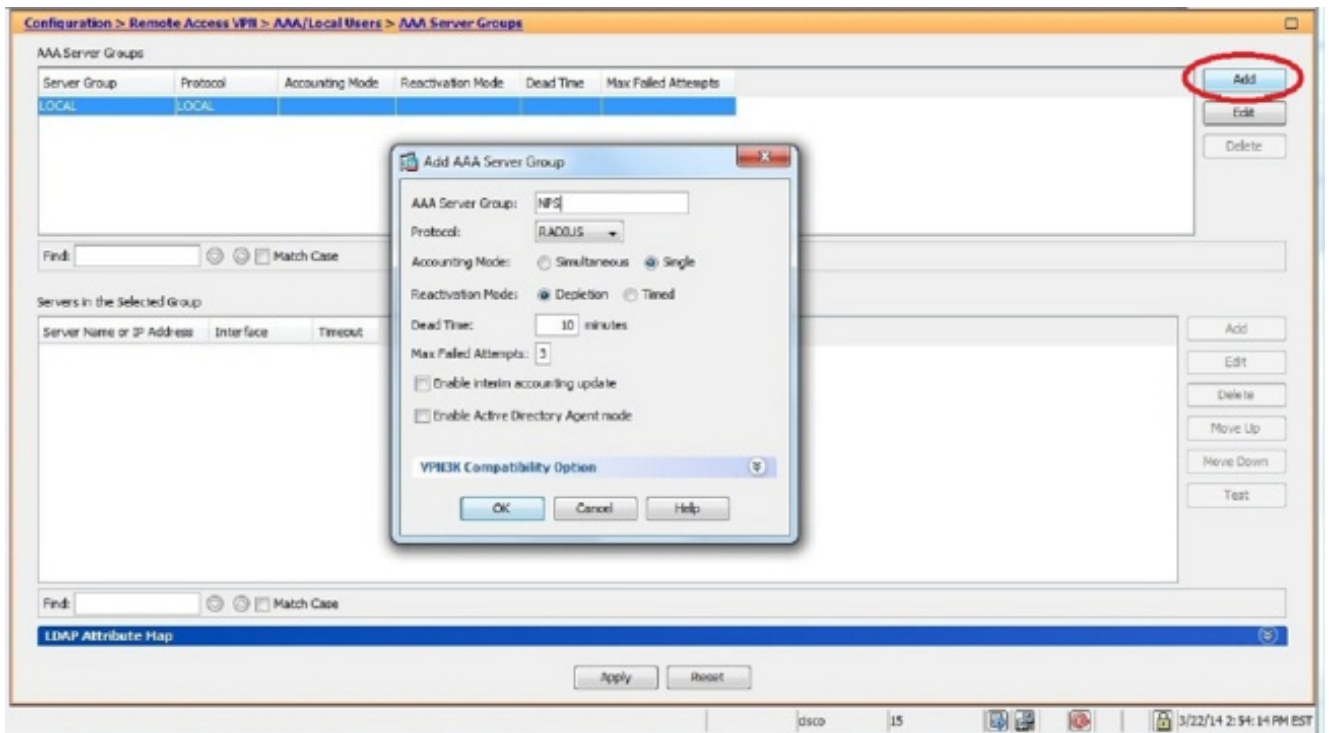 Configuration > Remote Access VPN > AAA/Local Users > AAA Server Groups
AAA Server Groups
Server Group Protocol Accounting Mode Reactivation Mode Dead Time Max Failed Attempts
LOCAL LOCAL
Add
Edit
Delete
Find: Match Case
Add AAA Server Group
AAA Server Group: NPS
Protocol: RADIUS
Accounting Mode: Simultaneous Single
Reactivation Mode: Depletion Timed
Dead Time: 10 minutes
Max Failed Attempts: 3
Enable interim accounting update
Enable Active Directory Agent mode
VPN3K Compatibility Option
OK Cancel Help
Servers in the Selected Group
Server Name or IP Address Interface Timeout
Add
Edit
Delete
Move Up
Move Down
Test
Find: Match Case
LDAP Attribute Map
Apply Reset
cisco 15 3/22/14 2:54:14 PM EST